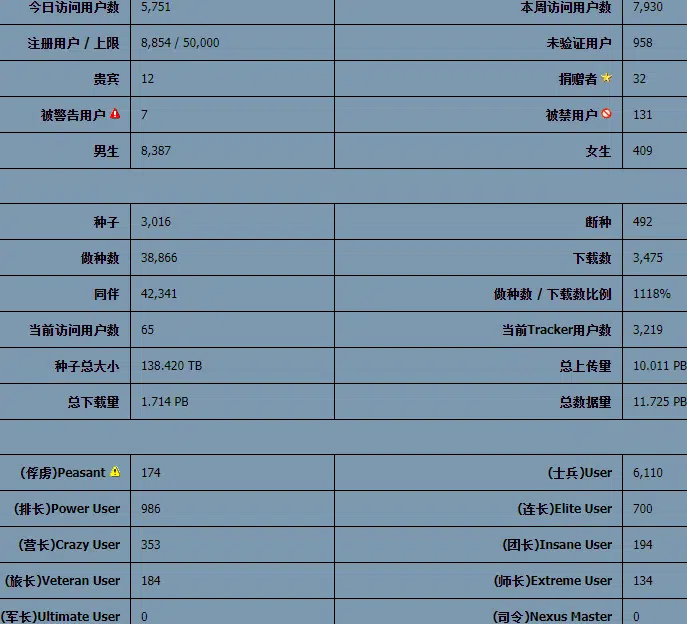 今日访问用户数 5,751 本周访问用户数 7,930
注册用户 / 上限 8,854 / 50,000 未验证用户 958
贵宾 12 捐赠者 32
被警告用户 7 被禁用户 131
男生 8,387 女生 409
种子 3,016 断种 492
做种数 38,866 下载数 3,475
同伴 42,341 做种数 / 下载数比例 1118%
当前访问用户数 65 当前Tracker用户数 3,219
种子总大小 138.420 TB 总上传量 10.011 PB
总下载量 1.714 PB 总数据量 11.725 PB
(俘虏)Peasant 174 (士兵)User 6,110
(排长)Power User 986 (连长)Elite User 700
(营长)Crazy User 353 (团长)Insane User 194
(旅长)Veteran User 184 (师长)Extreme User 134
(军长)Ultimate User 0 (司令)Nexus Master 0